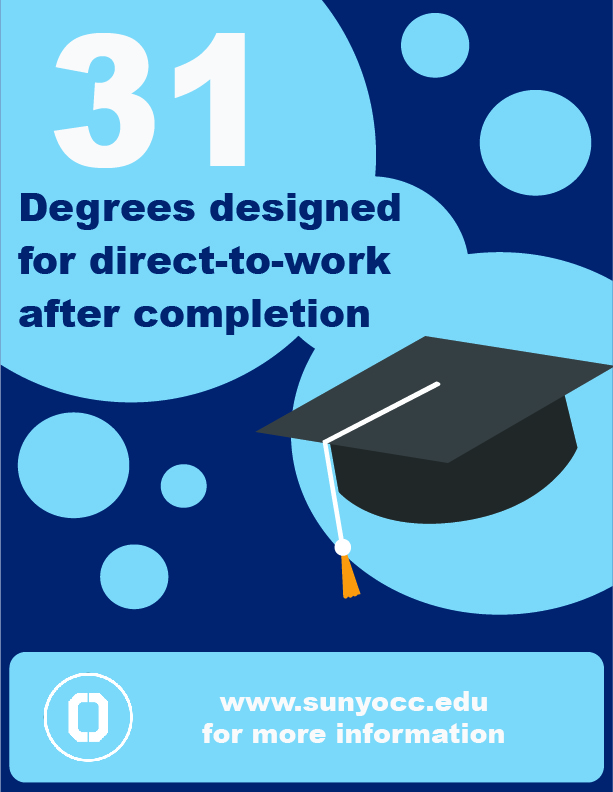 31
Degrees designed
for direct-to-work
after completion
O
www.sunyocc.edu
for more information